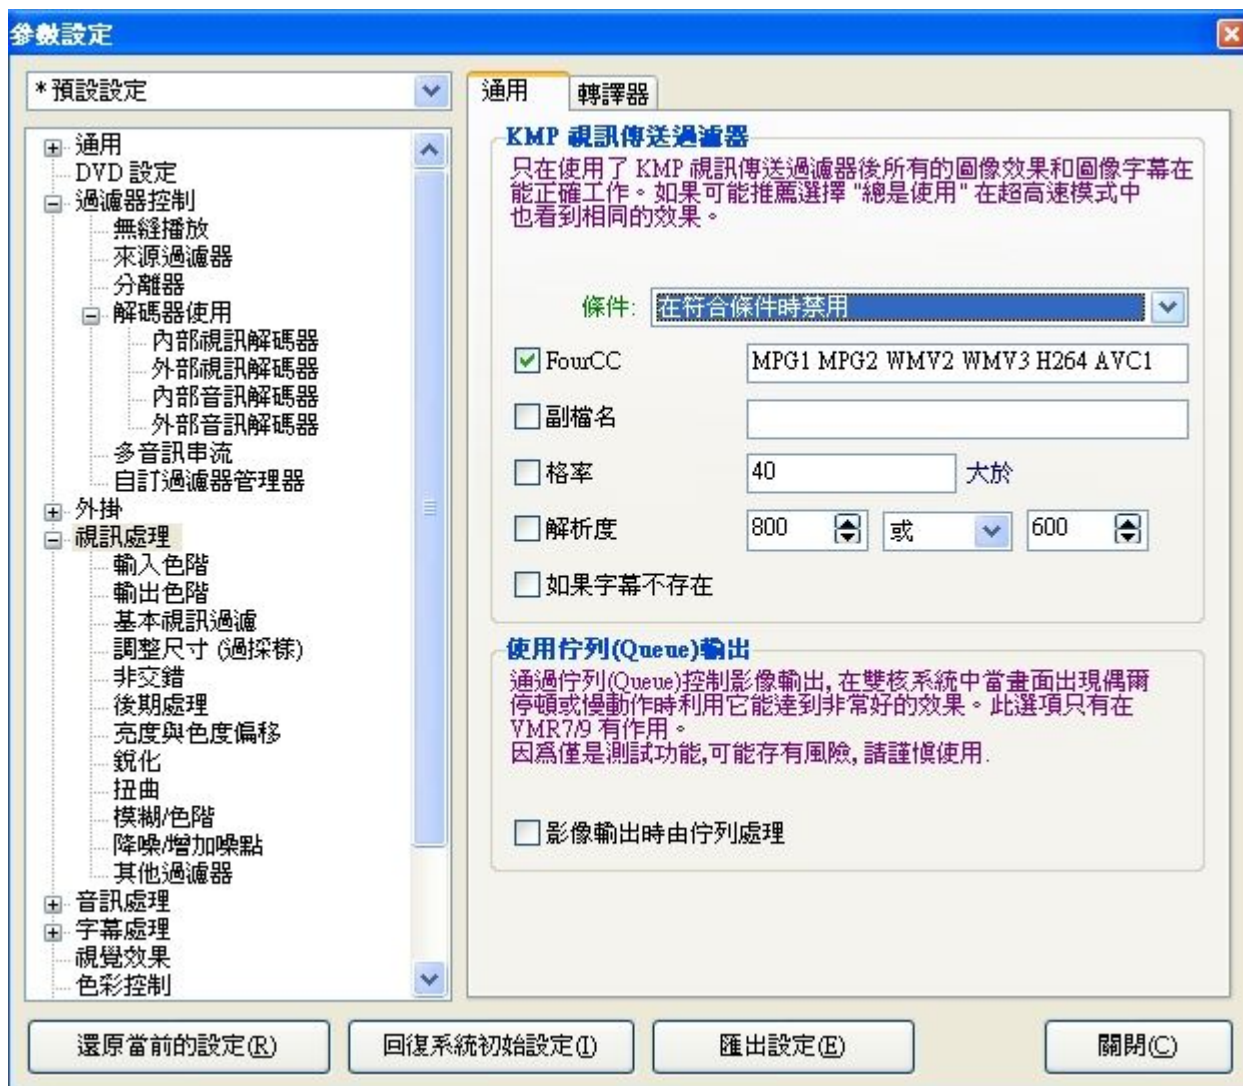 參數設定
*預設設定
通用
DVD 設定
過濾器控制
無縫播放
來源過濾器
分離器
解碼器使用
內部視訊解碼器
外部視訊解碼器
內部音訊解碼器
外部音訊解碼器
多音訊串流
自訂過濾器管理器
外掛
視訊處理
輸入色階
輸出色階
基本視訊過濾
調整尺寸 (過採樣)
非交錯
後期處理
亮度與色度偏移
銳化
扭曲
模糊/色階
降噪/增加噪點
其他過濾器
音訊處理
字幕處理
視覺效果
色彩控制
通用
轉譯器
KMP 視訊傳送過濾器
只在使用了 KMP 視訊傳送過濾器後所有的圖像效果和圖像字幕在
能正確工作。如果可能推薦選擇 "總是使用" 在超高速模式中
也看到相同的效果。
條件: 在符合條件時禁用
FourCC MPG1 MPG2 WMV2 WMV3 H264 AVC1
副檔名
格率 40 大於
解析度 800 或 600
如果字幕不存在
使用佇列(Queue)輸出
通過佇列(Queue)控制影像輸出, 在雙核系統中當畫面出現偶爾
停頓或慢動作時利用它能達到非常好的效果。此選項只有在
VMR7/9 有作用。
因爲僅是測試功能,可能存有風險, 請謹慎使用.
影像輸出時由佇列處理
還原當前的設定(R)
回復系統初始設定(I)
匯出設定(E)
關閉(C)